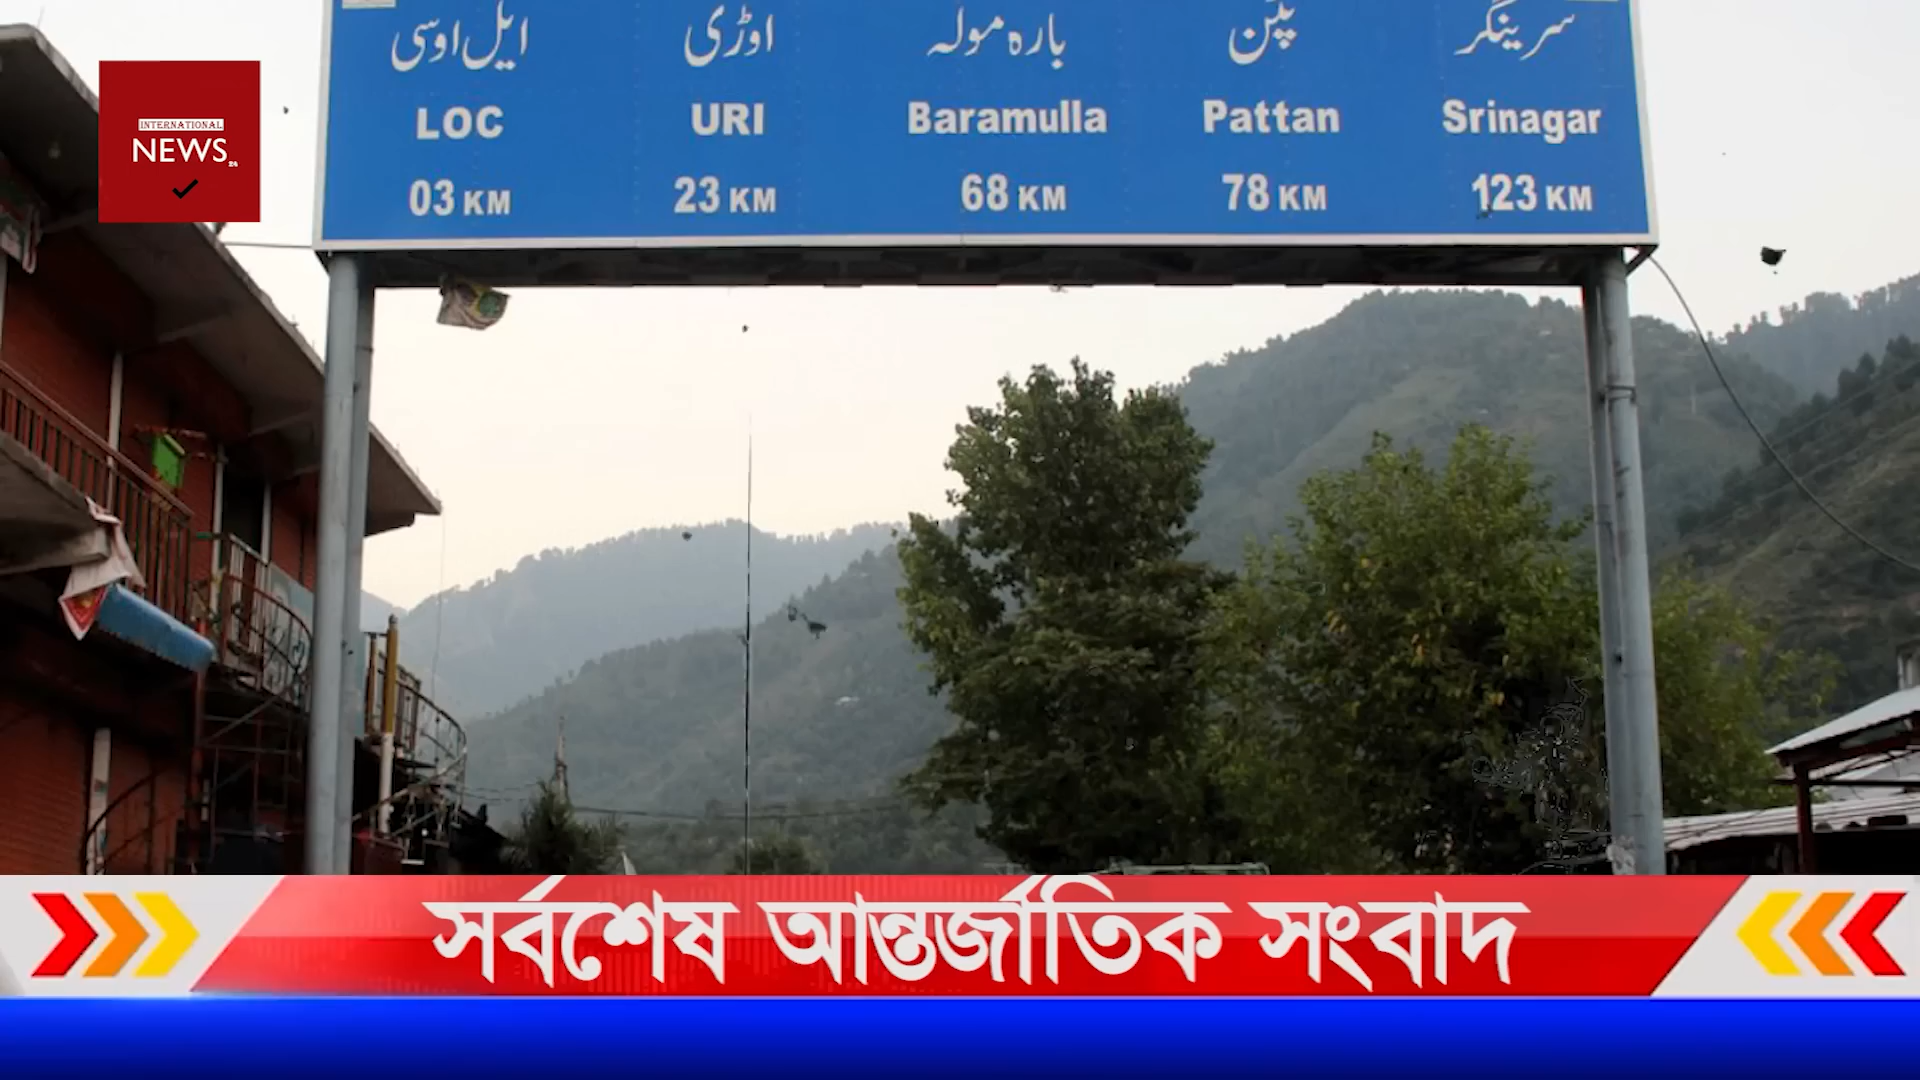 ایل اوسی اوڑی بارہ مولہ پٹن سرینگر
LOC URI Baramulla Pattan Srinagar
03 KM 23 KM 68 KM 78 KM 123 KM
INTERNATIONAL
NEWS 24
সর্বশেষ আন্তর্জাতিক সংবাদ